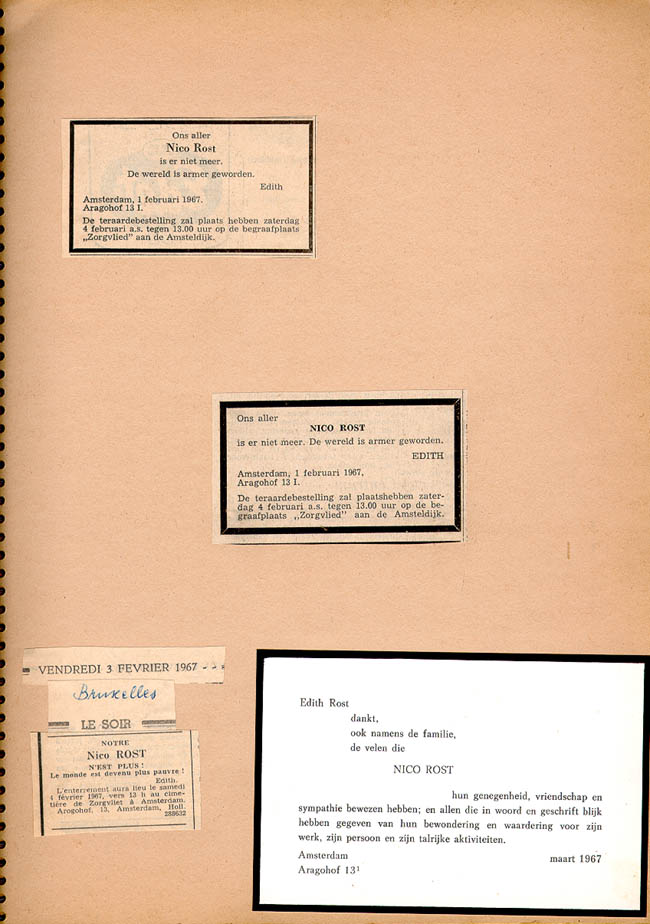 Ons aller
Nico Rost
is er niet meer.
De wereld is armer geworden.
Edith
Amsterdam, 1 februari 1967.
Aragohof 13 I.
De teraardebestelling zal plaats hebben zaterdag
4 februari a.s. tegen 13.00 uur op de begraafplaats
„Zorgvlied” aan de Amsteldijk.
Ons aller
NICO ROST
is er niet meer. De wereld is armer geworden.
EDITH
Amsterdam, 1 februari 1967,
Aragohof 13 I.
De teraardebestelling zal plaatshebben zater-
dag 4 februari a.s. tegen 13.00 uur op de be-
graafplaats „Zorgvlied” aan de Amsteldijk.
VENDREDI 3 FEVRIER 1967
Bruxelles
LE SOIR
NOTRE
Nico ROST
N'EST PLUS !
Le monde est devenu plus pauvre !
Edith.
L'enterrement aura lieu le samedi
4 février 1967, vers 13 h au cime-
tière de Zorgvliet à Amsterdam.
Arogohof, 13, Amsterdam, Holl.
288632
Edith Rost
dankt,
ook namens de familie,
de velen die
NICO ROST
hun genegenheid, vriendschap en
sympathie bewezen hebben; en allen die in woord en geschrift blijk
hebben gegeven van hun bewondering en waardering voor zijn
werk, zijn persoon en zijn talrijke aktiviteiten.
Amsterdam maart 1967
Aragohof 13¹